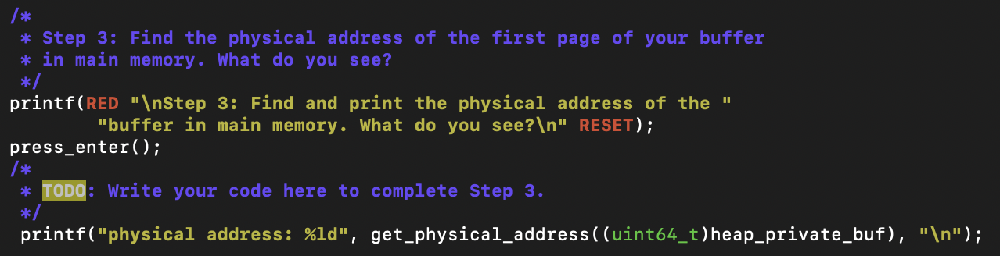 /*
 * Step 3: Find the physical address of the first page of your buffer
 * in main memory. What do you see?
 */
printf(RED "\nStep 3: Find and print the physical address of the "
        "buffer in main memory. What do you see?\n" RESET);
press_enter();
/*
 * TODO: Write your code here to complete Step 3.
 */
 printf("physical address: %ld", get_physical_address((uint64_t)heap_private_buf), "\n");